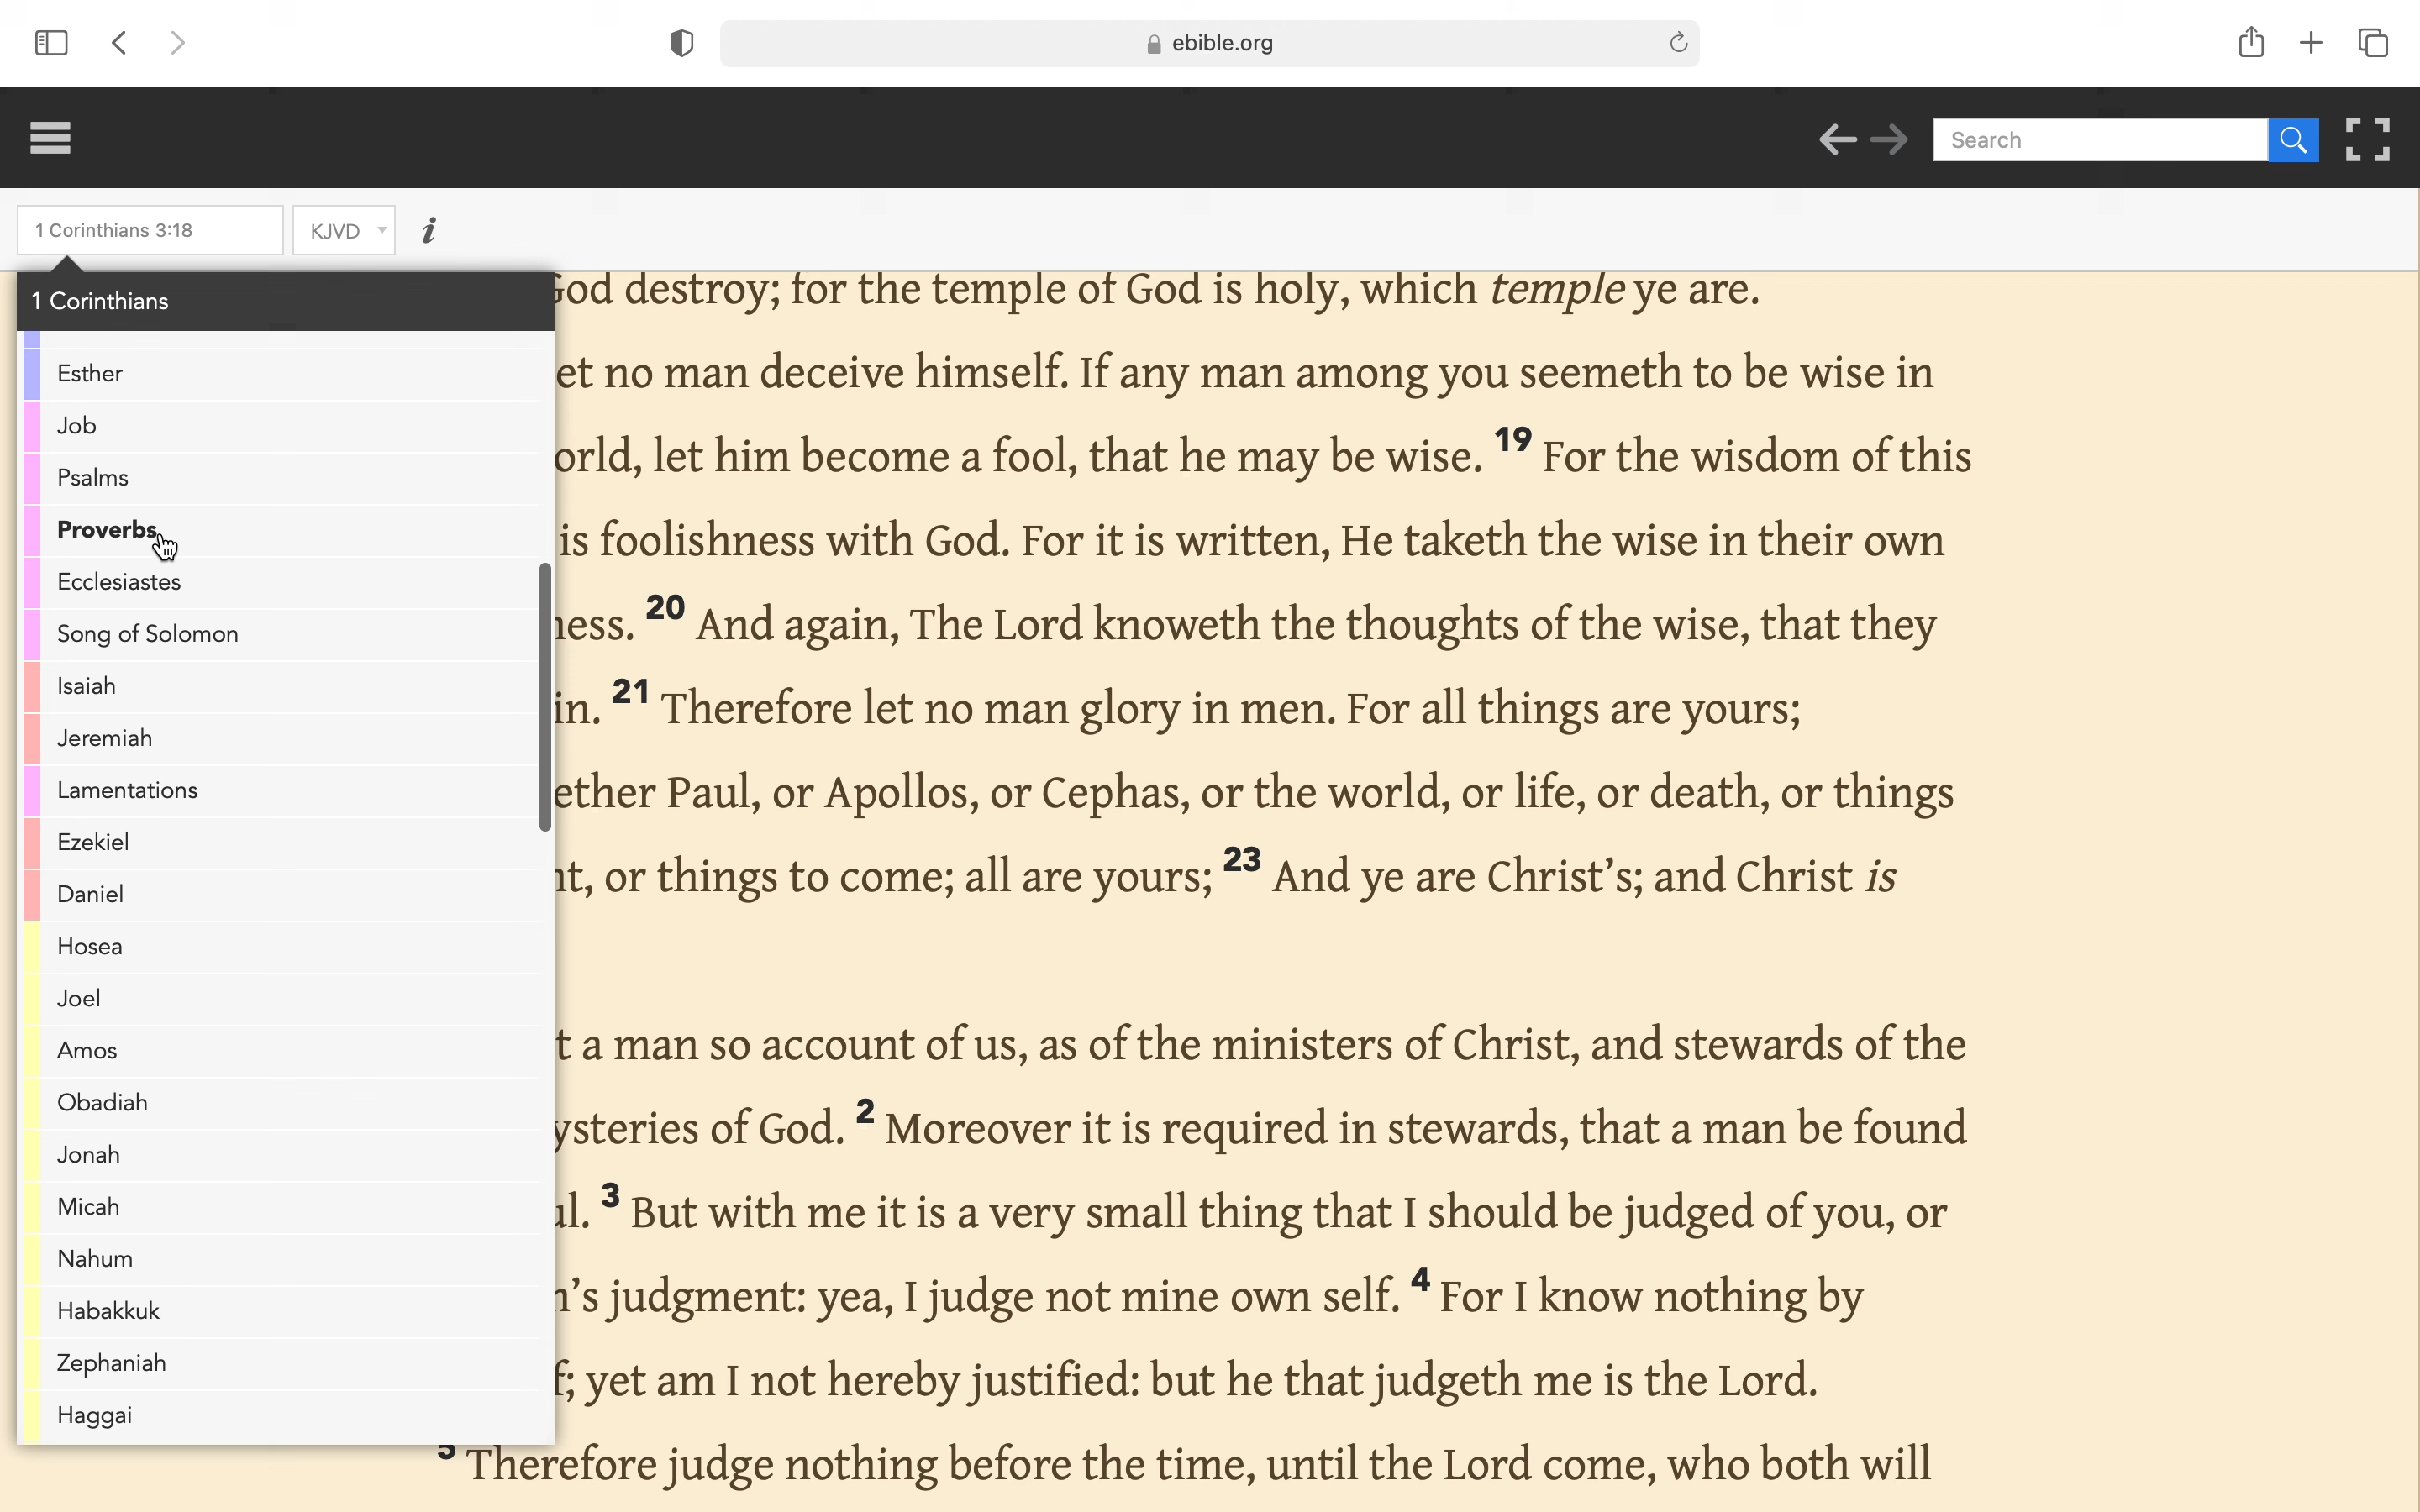 ebible.org
Search
1 Corinthians 3:18
KJVD
i
1 Corinthians
Esther
Job
Psalms
Proverbs
Ecclesiastes
Song of Solomon
Isaiah
Jeremiah
Lamentations
Ezekiel
Daniel
Hosea
Joel
Amos
Obadiah
Jonah
Micah
Nahum
Habakkuk
Zephaniah
Haggai
God destroy; for the temple of God is holy, which temple ye are.
et no man deceive himself. If any man among you seemeth to be wise in
orld, let him become a fool, that he may be wise. 19 For the wisdom of this
is foolishness with God. For it is written, He taketh the wise in their own
ness. 20 And again, The Lord knoweth the thoughts of the wise, that they
in. 21 Therefore let no man glory in men. For all things are yours;
ether Paul, or Apollos, or Cephas, or the world, or life, or death, or things
nt, or things to come; all are yours; 23 And ye are Christ’s; and Christ is
t a man so account of us, as of the ministers of Christ, and stewards of the
ysteries of God. 2 Moreover it is required in stewards, that a man be found
ul. 3 But with me it is a very small thing that I should be judged of you, or
n’s judgment: yea, I judge not mine own self. 4 For I know nothing by
f; yet am I not hereby justified: but he that judgeth me is the Lord.
5 Therefore judge nothing before the time, until the Lord come, who both will